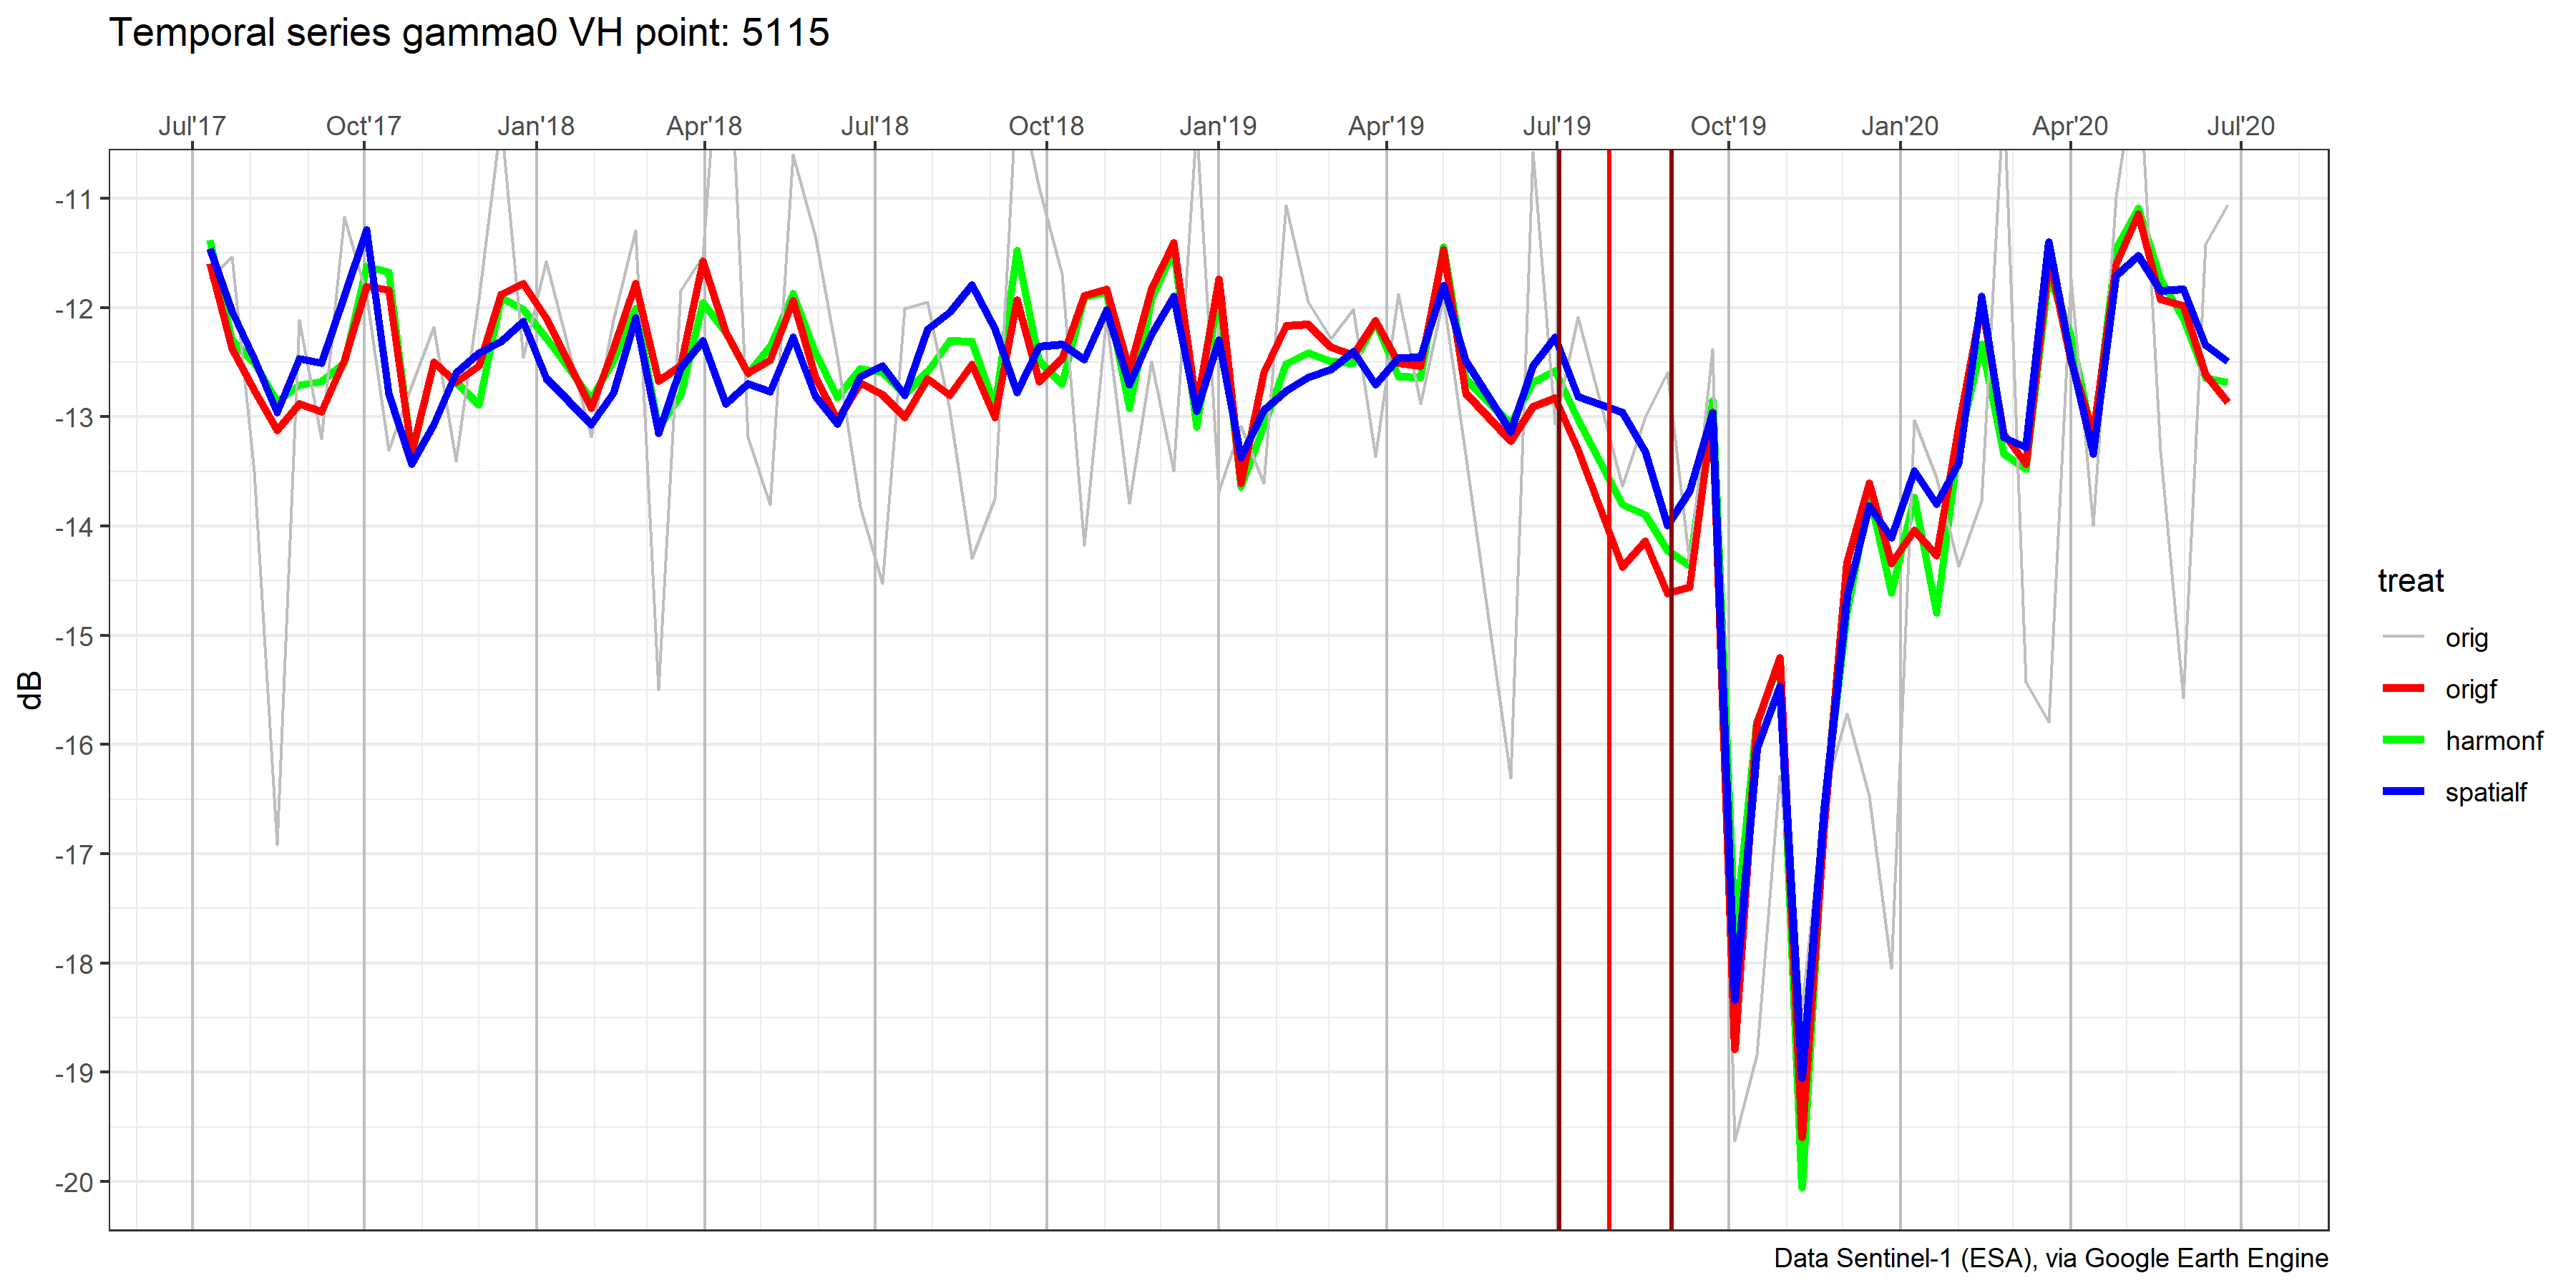 Temporal series gamma0 VH point: 5115
Jul'17 Oct'17 Jan'18 Apr'18 Jul'18 Oct'18 Jan'19 Apr'19 Jul'19 Oct'19 Jan'20 Apr'20 Jul'20
-11
-12
-13
-14
-15
-16
-17
-18
-19
-20
dB
treat
orig
origf
harmonf
spatialf
Data Sentinel-1 (ESA), via Google Earth Engine